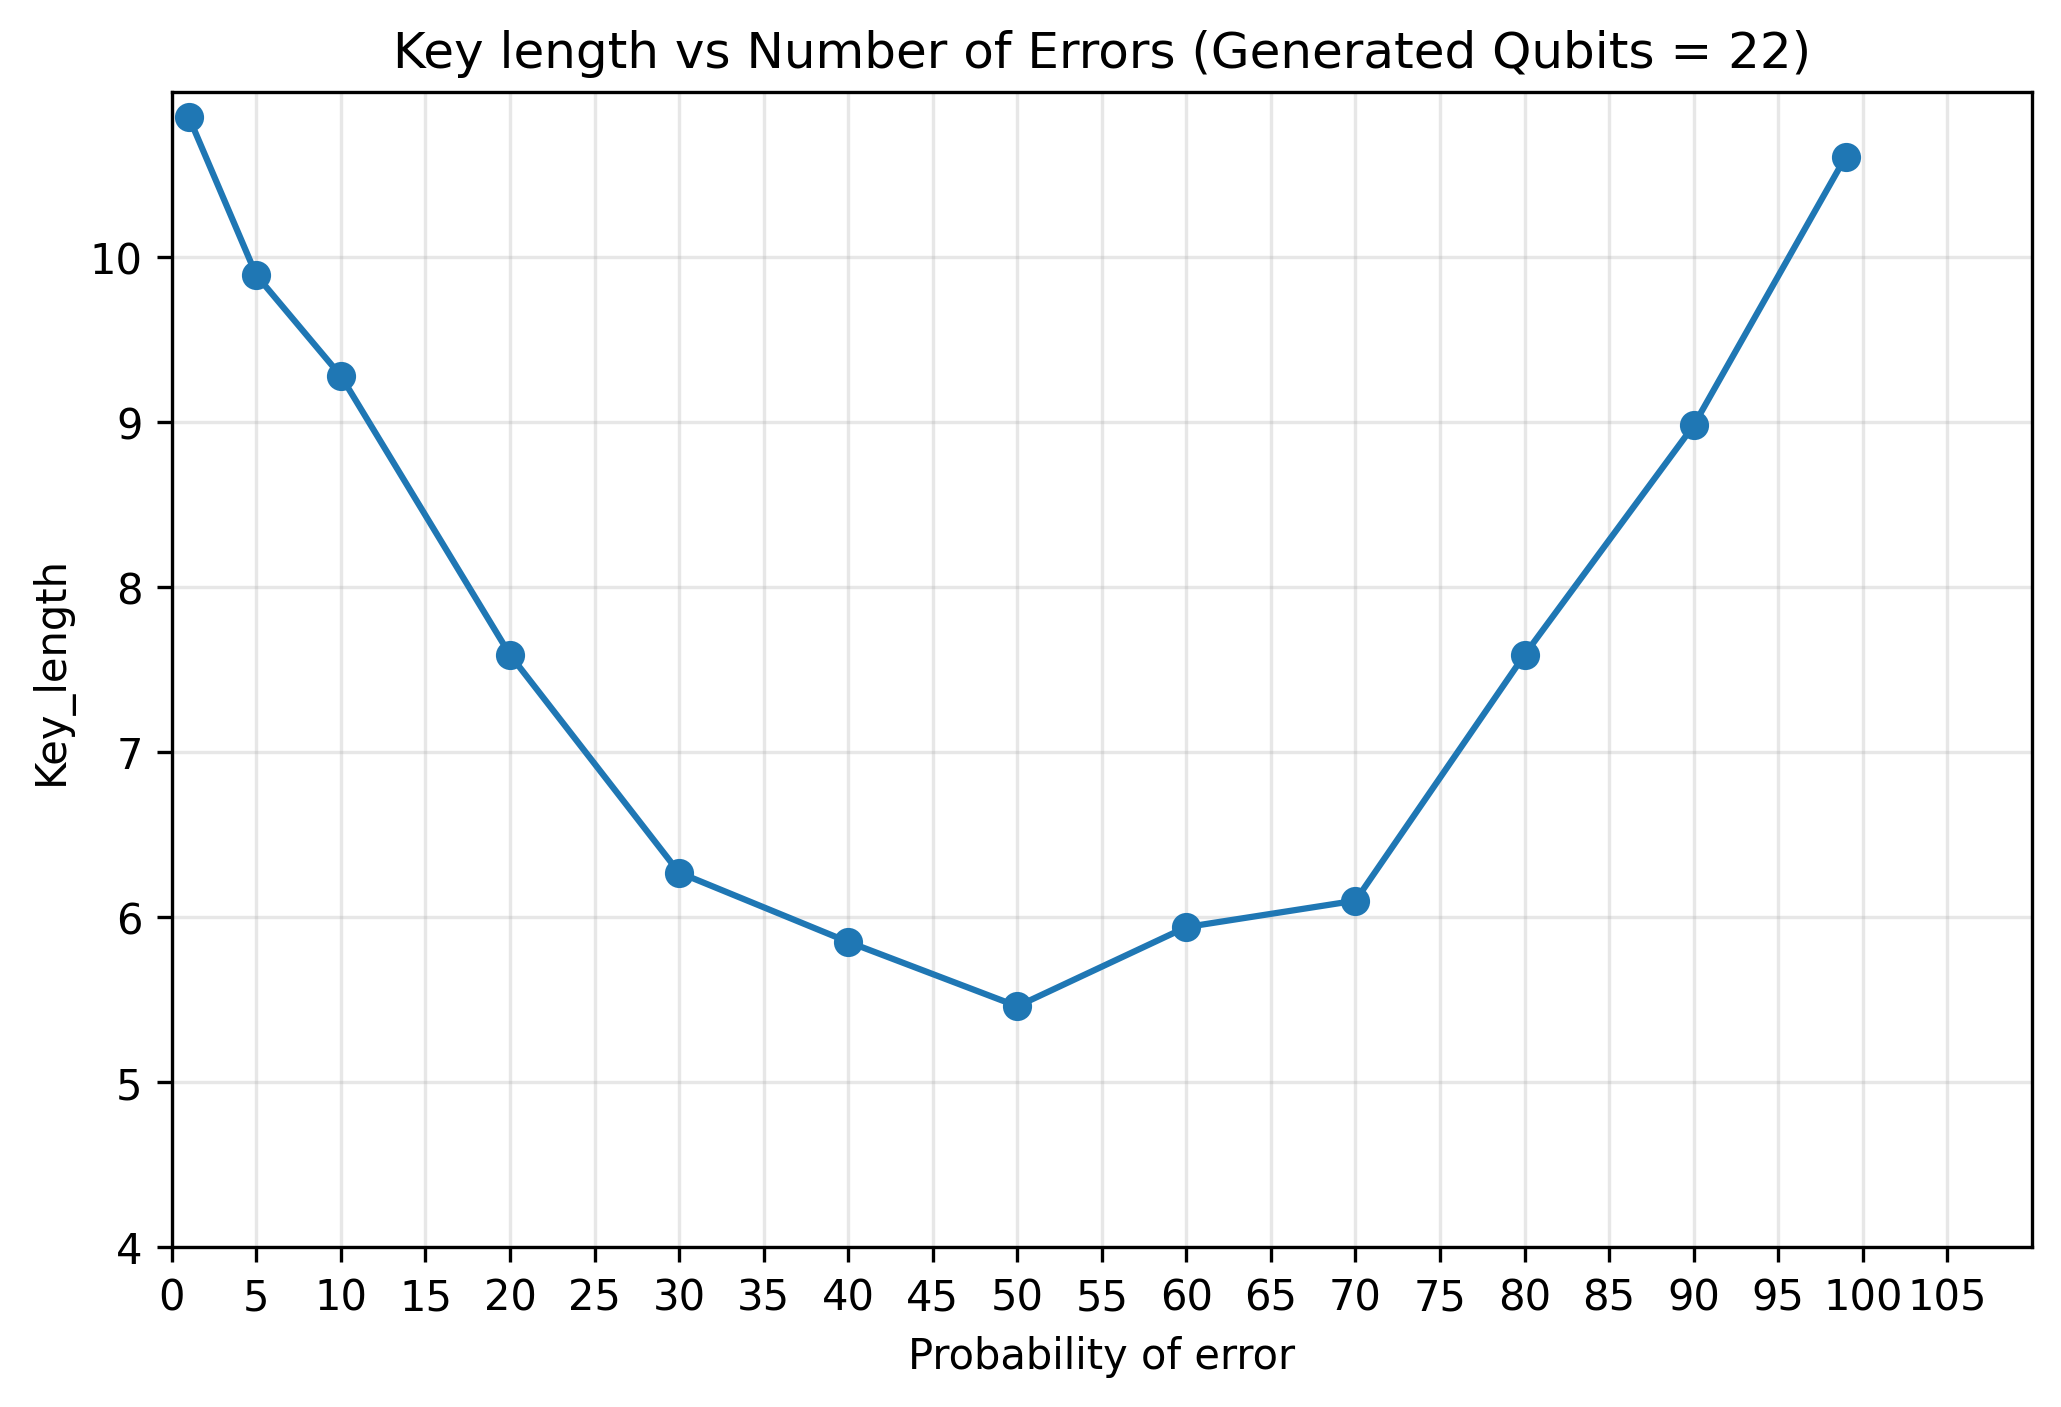 Key length vs Number of Errors (Generated Qubits = 22)
Key_length
10
9
8
7
6
5
4
0 5 10 15 20 25 30 35 40 45 50 55 60 65 70 75 80 85 90 95 100 105
Probability of error